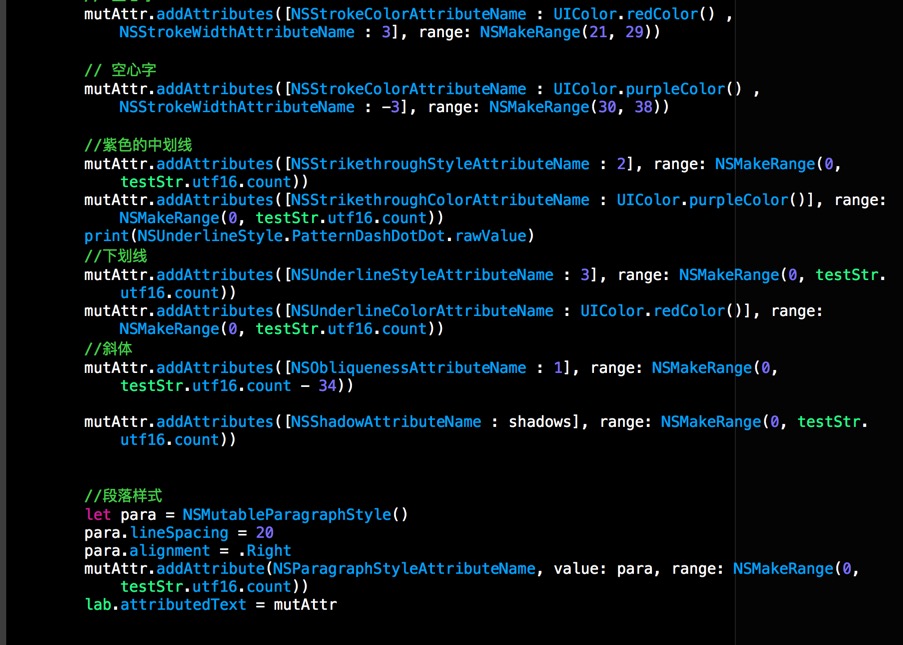 mutAttr.addAttributes([NSStrokeColorAttributeName : UIColor.redColor() ,
NSStrokeWidthAttributeName : 3], range: NSMakeRange(21, 29))
// 空心字
mutAttr.addAttributes([NSStrokeColorAttributeName : UIColor.purpleColor() ,
NSStrokeWidthAttributeName : -3], range: NSMakeRange(30, 38))
//紫色的中划线
mutAttr.addAttributes([NSStrikethroughStyleAttributeName : 2], range: NSMakeRange(0,
testStr.utf16.count))
mutAttr.addAttributes([NSStrikethroughColorAttributeName : UIColor.purpleColor()], range:
NSMakeRange(0, testStr.utf16.count))
print(NSUnderlineStyle.PatternDashDotDot.rawValue)
//下划线
mutAttr.addAttributes([NSUnderlineStyleAttributeName : 3], range: NSMakeRange(0, testStr.
utf16.count))
mutAttr.addAttributes([NSUnderlineColorAttributeName : UIColor.redColor()], range:
NSMakeRange(0, testStr.utf16.count))
//斜体
mutAttr.addAttributes([NSObliquenessAttributeName : 1], range: NSMakeRange(0,
testStr.utf16.count - 34))
mutAttr.addAttributes([NSShadowAttributeName : shadows], range: NSMakeRange(0, testStr.
utf16.count))
//段落样式
let para = NSMutableParagraphStyle()
para.lineSpacing = 20
para.alignment = .Right
mutAttr.addAttribute(NSParagraphStyleAttributeName, value: para, range: NSMakeRange(0,
testStr.utf16.count))
lab.attributedText = mutAttr